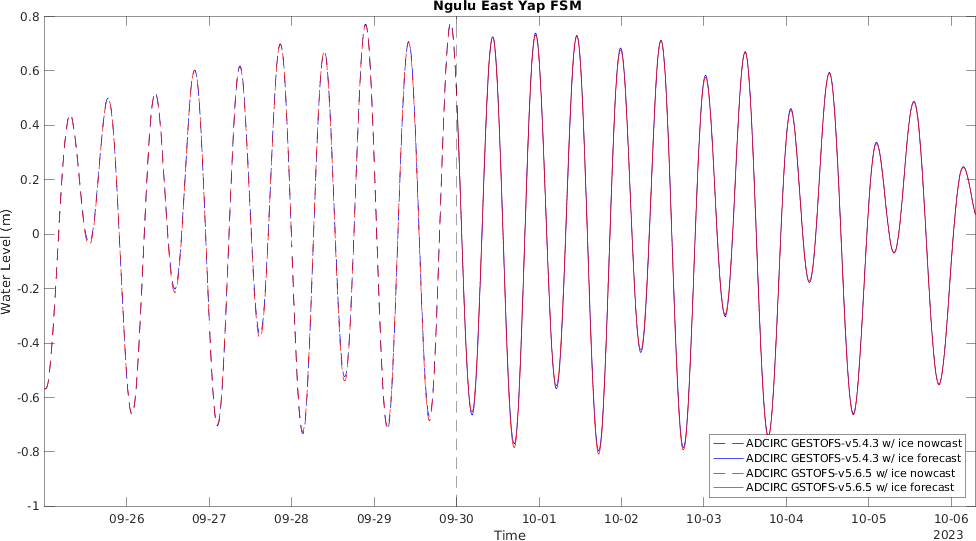 Ngulu East Yap FSM
0.8
0.6
0.4
0.2
0
-0.2
-0.4
-0.6
-0.8
-1
Water Level (m)
ADCIRC GESTOFS-v5.4.3 w/ ice nowcast
ADCIRC GESTOFS-v5.4.3 w/ ice forecast
ADCIRC GSTOFS-v5.6.5 w/ ice nowcast
ADCIRC GSTOFS-v5.6.5 w/ ice forecast
09-26 09-27 09-28 09-29 09-30 10-01 10-02 10-03 10-04 10-05 10-06
Time
2023